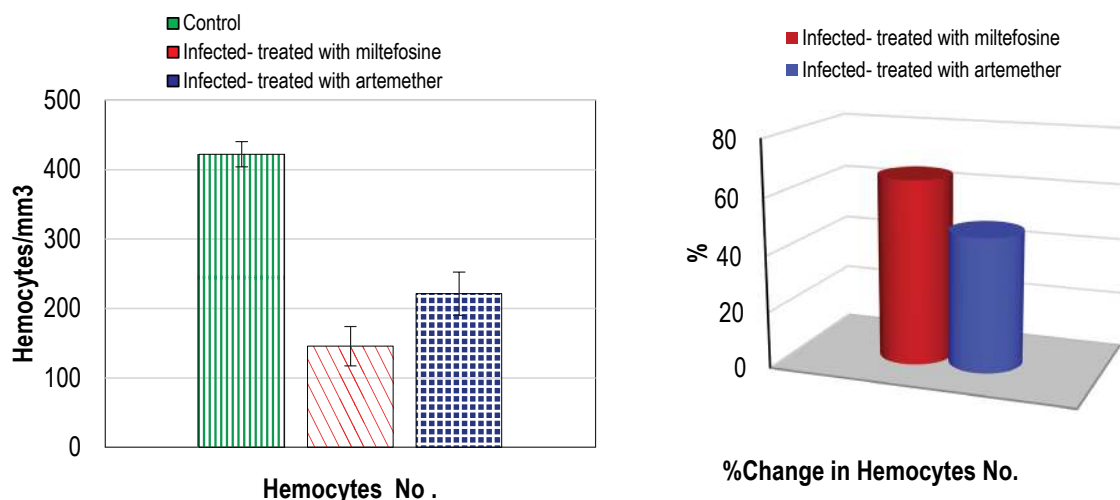 Control
Infected- treated with miltefosine
Infected- treated with artemether
500
400
300
200
100
0
Hemocytes/mm3
Hemocytes No .
Infected- treated with miltefosine
Infected- treated with artemether
80
60
40
20
0
%
%Change in Hemocytes No.